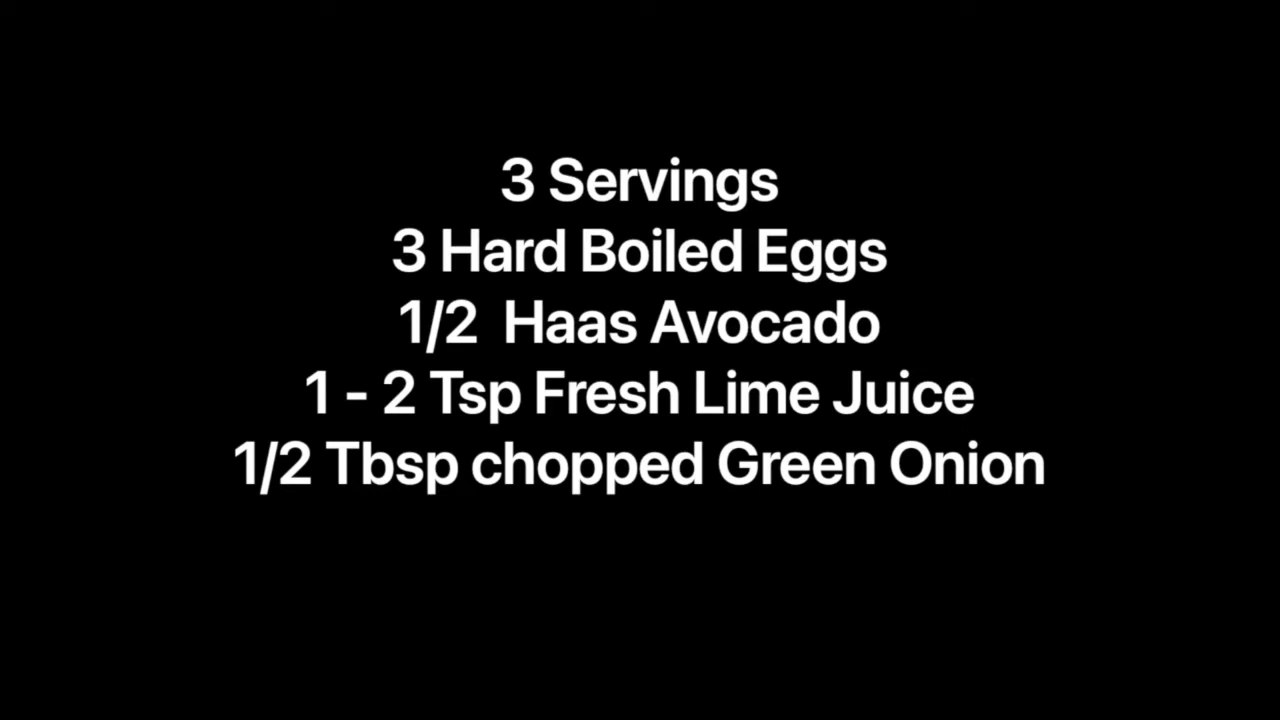 3 Servings
3 Hard Boiled Eggs
1/2  Haas Avocado
1 - 2 Tsp Fresh Lime Juice
1/2 Tbsp chopped Green Onion